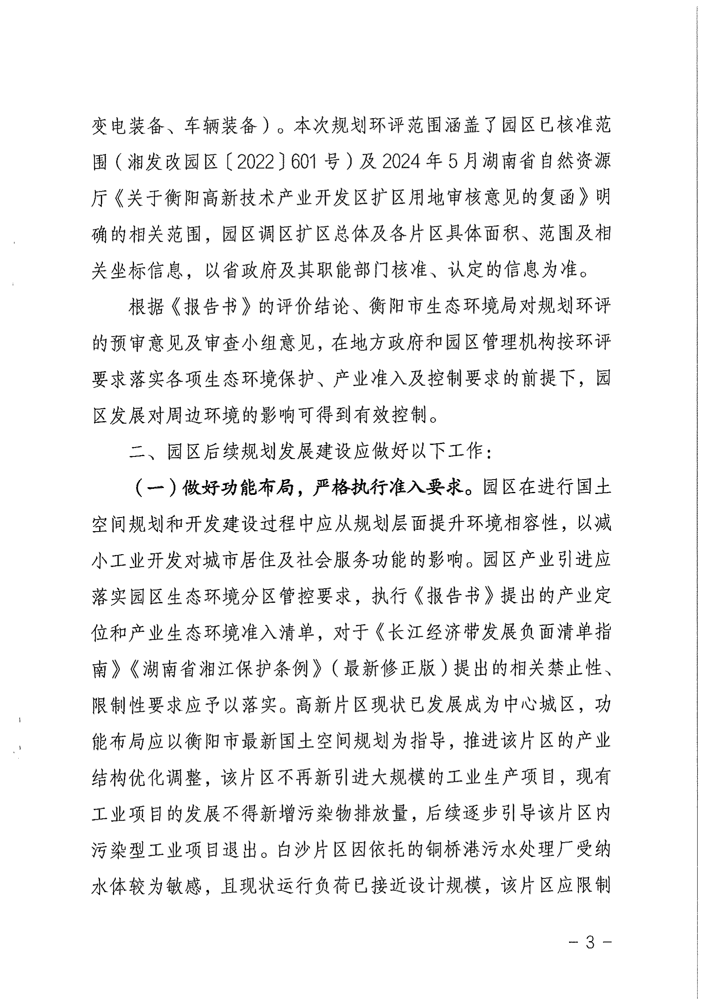 变电装备、车辆装备）。本次规划环评范围涵盖了园区已核准范
围（湘发改园区〔2022〕601号）及2024年5月湖南省自然资源
厅《关于衡阳高新技术产业开发区扩区用地审核意见的复函》明
确的相关范围，园区调区扩区总体及各片区具体面积、范围及相
关坐标信息，以省政府及其职能部门核准、认定的信息为准。
根据《报告书》的评价结论、衡阳市生态环境局对规划环评
的预审意见及审查小组意见，在地方政府和园区管理机构按环评
要求落实各项生态环境保护、产业准入及控制要求的前提下，园
区发展对周边环境的影响可得到有效控制。
二、园区后续规划发展建设应做好以下工作：
（一）做好功能布局，严格执行准入要求。园区在进行国土
空间规划和开发建设过程中应从规划层面提升环境相容性，以减
小工业开发对城市居住及社会服务功能的影响。园区产业引进应
落实园区生态环境分区管控要求，执行《报告书》提出的产业定
位和产业生态环境准入清单，对于《长江经济带发展负面清单指
南》《湖南省湘江保护条例》（最新修正版）提出的相关禁止性、
限制性要求应予以落实。高新片区现状已发展成为中心城区，功
能布局应以衡阳市最新国土空间规划为指导，推进该片区的产业
结构优化调整，该片区不再新引进大规模的工业生产项目，现有
工业项目的发展不得新增污染物排放量，后续逐步引导该片区内
污染型工业项目退出。白沙片区因依托的铜桥港污水处理厂受纳
水体较为敏感，且现状运行负荷已接近设计规模，该片区应限制
- 3 -